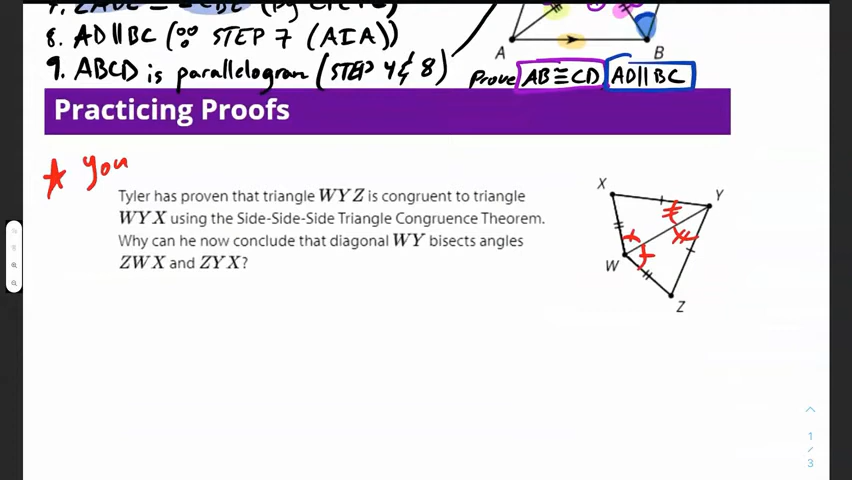 8. AD∥BC (∵ STEP 7 (AIA))
9. ABCD is parallelogram (STEP 4 & 8)
A
B
Prove AB≅CD AD∥BC
Practicing Proofs
★ You
Tyler has proven that triangle WYZ is congruent to triangle
WYX using the Side-Side-Side Triangle Congruence Theorem.
Why can he now conclude that diagonal WY bisects angles
ZWX and ZYX?
X
Y
W
Z
1
/
3